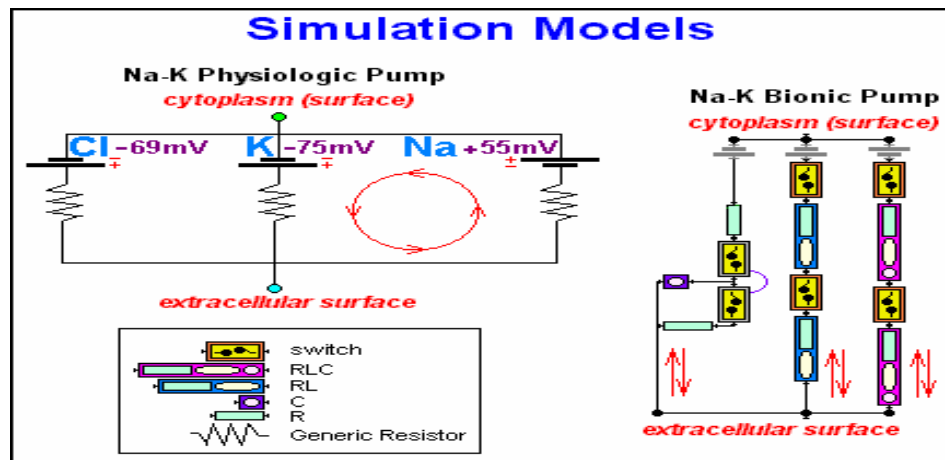 Simulation Models
Na-K Physiologic Pump
cytoplasm (surface)
Cl -69mV K -75mV Na +55mV
extracellular surface
switch
RLC
RL
C
R
Generic Resistor
Na-K Bionic Pump
cytoplasm (surface)
extracellular surface